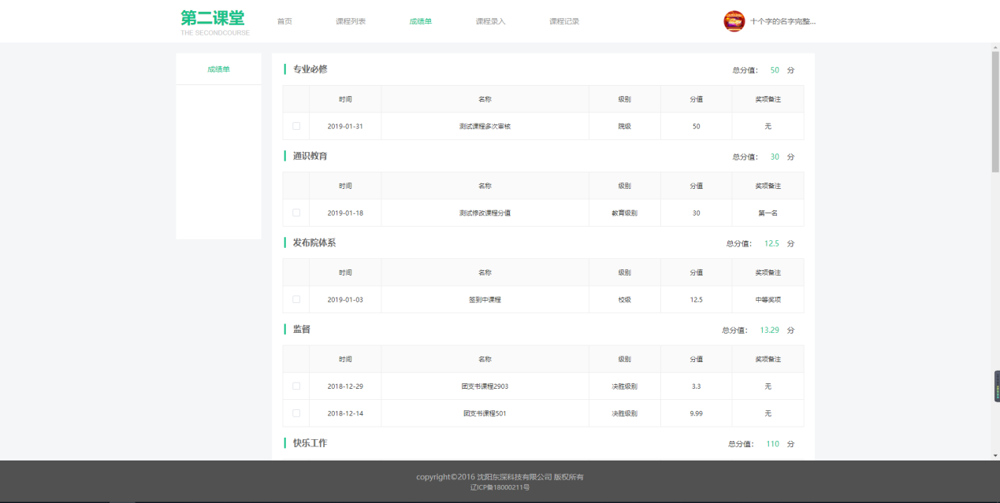 第二课堂
THE SECONDCOURSE
首页 课程列表 成绩单 课程录入 课程记录 十个字的名字完整...
成绩单
专业必修 总分值： 50 分
时间 名称 级别 分值 奖项备注
2019-01-31 测试课程多次审核 院级 50 无
通识教育 总分值： 30 分
时间 名称 级别 分值 奖项备注
2019-01-18 测试修改课程分值 教育级别 30 第一名
发布院体系 总分值： 12.5 分
时间 名称 级别 分值 奖项备注
2019-01-03 签到中课程 校级 12.5 中等奖项
监督 总分值： 13.29 分
时间 名称 级别 分值 奖项备注
2018-12-29 团支书课程2903 决胜级别 3.3 无
2018-12-14 团支书课程501 决胜级别 9.99 无
快乐工作 总分值： 110 分
copyright©2016 沈阳东深科技有限公司 版权所有
辽ICP备18000211号